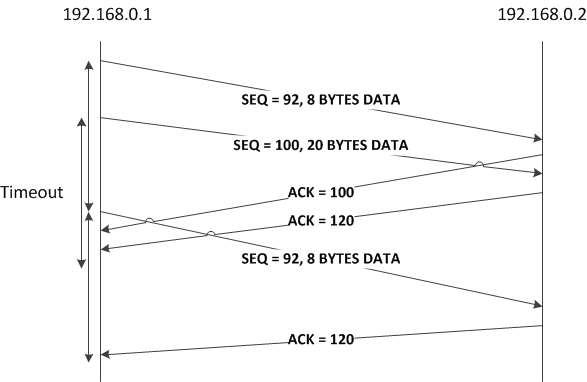 192.168.0.1
192.168.0.2
SEQ = 92, 8 BYTES DATA
SEQ = 100, 20 BYTES DATA
Timeout
ACK = 100
ACK = 120
SEQ = 92, 8 BYTES DATA
ACK = 120